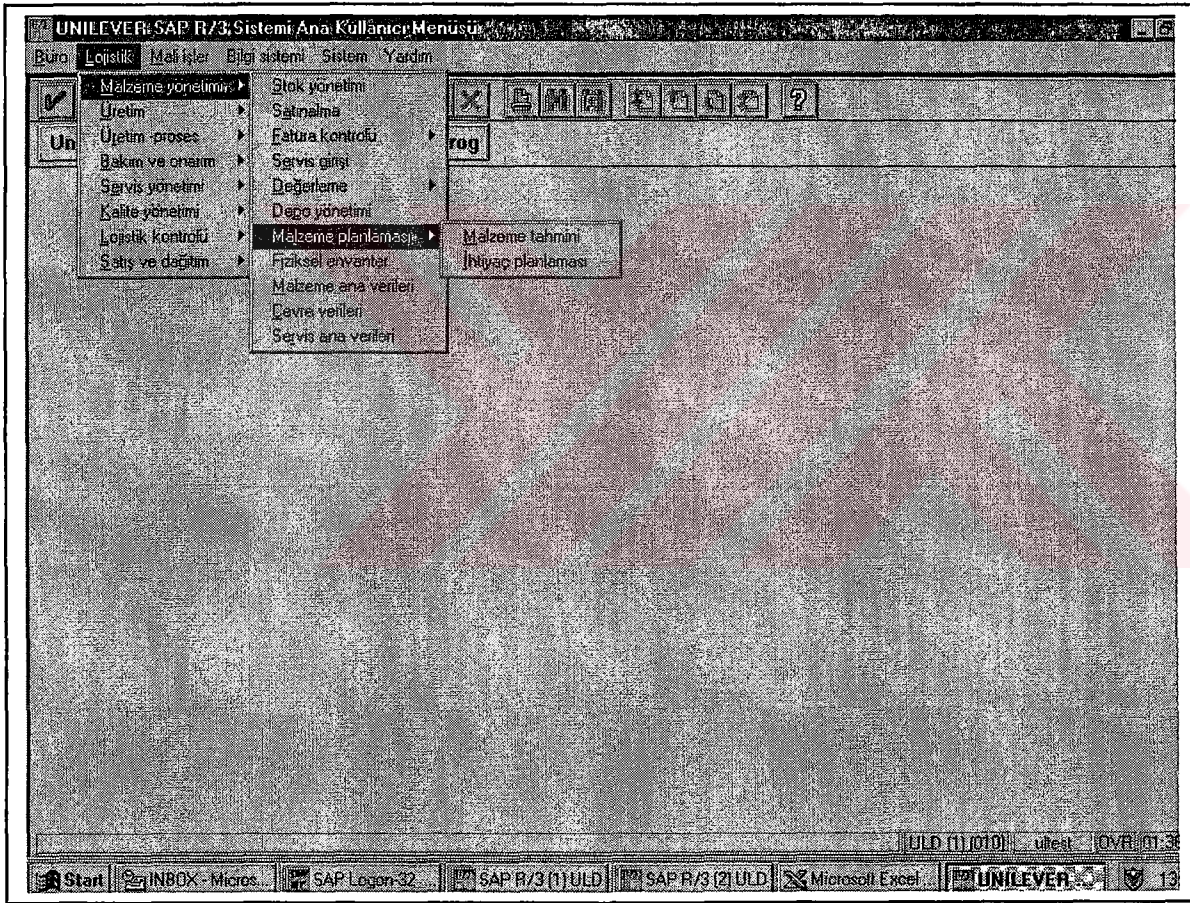 UNILEVER SAP R/3 Sistemi Ana Kullanıcı Menüsü
Büro Lojistik Mali işler Bilgi sistemi Sistem Yardım
Malzeme yönetimi
Üretim
Üretim -proses
Bakım ve onarım
Servis yönetimi
Kalite yönetimi
Lojistik kontrolü
Satış ve dağıtım
Stok yönetimi
Satınalma
Fatura kontrolü
Servis girişi
Değerleme
Depo yönetimi
Malzeme planlaması
Fiziksel envanter
Malzeme ana verileri
Çevre verileri
Servis ana verileri
Malzeme tahmini
İhtiyaç planlaması
Un
rog
ULD (1) (010) ultest OVR
Start INBOX - Micros... SAP Logon-32 SAP R/3 (1) ULD SAP R/3 (2) ULD Microsoft Excel... UNILEVER 13